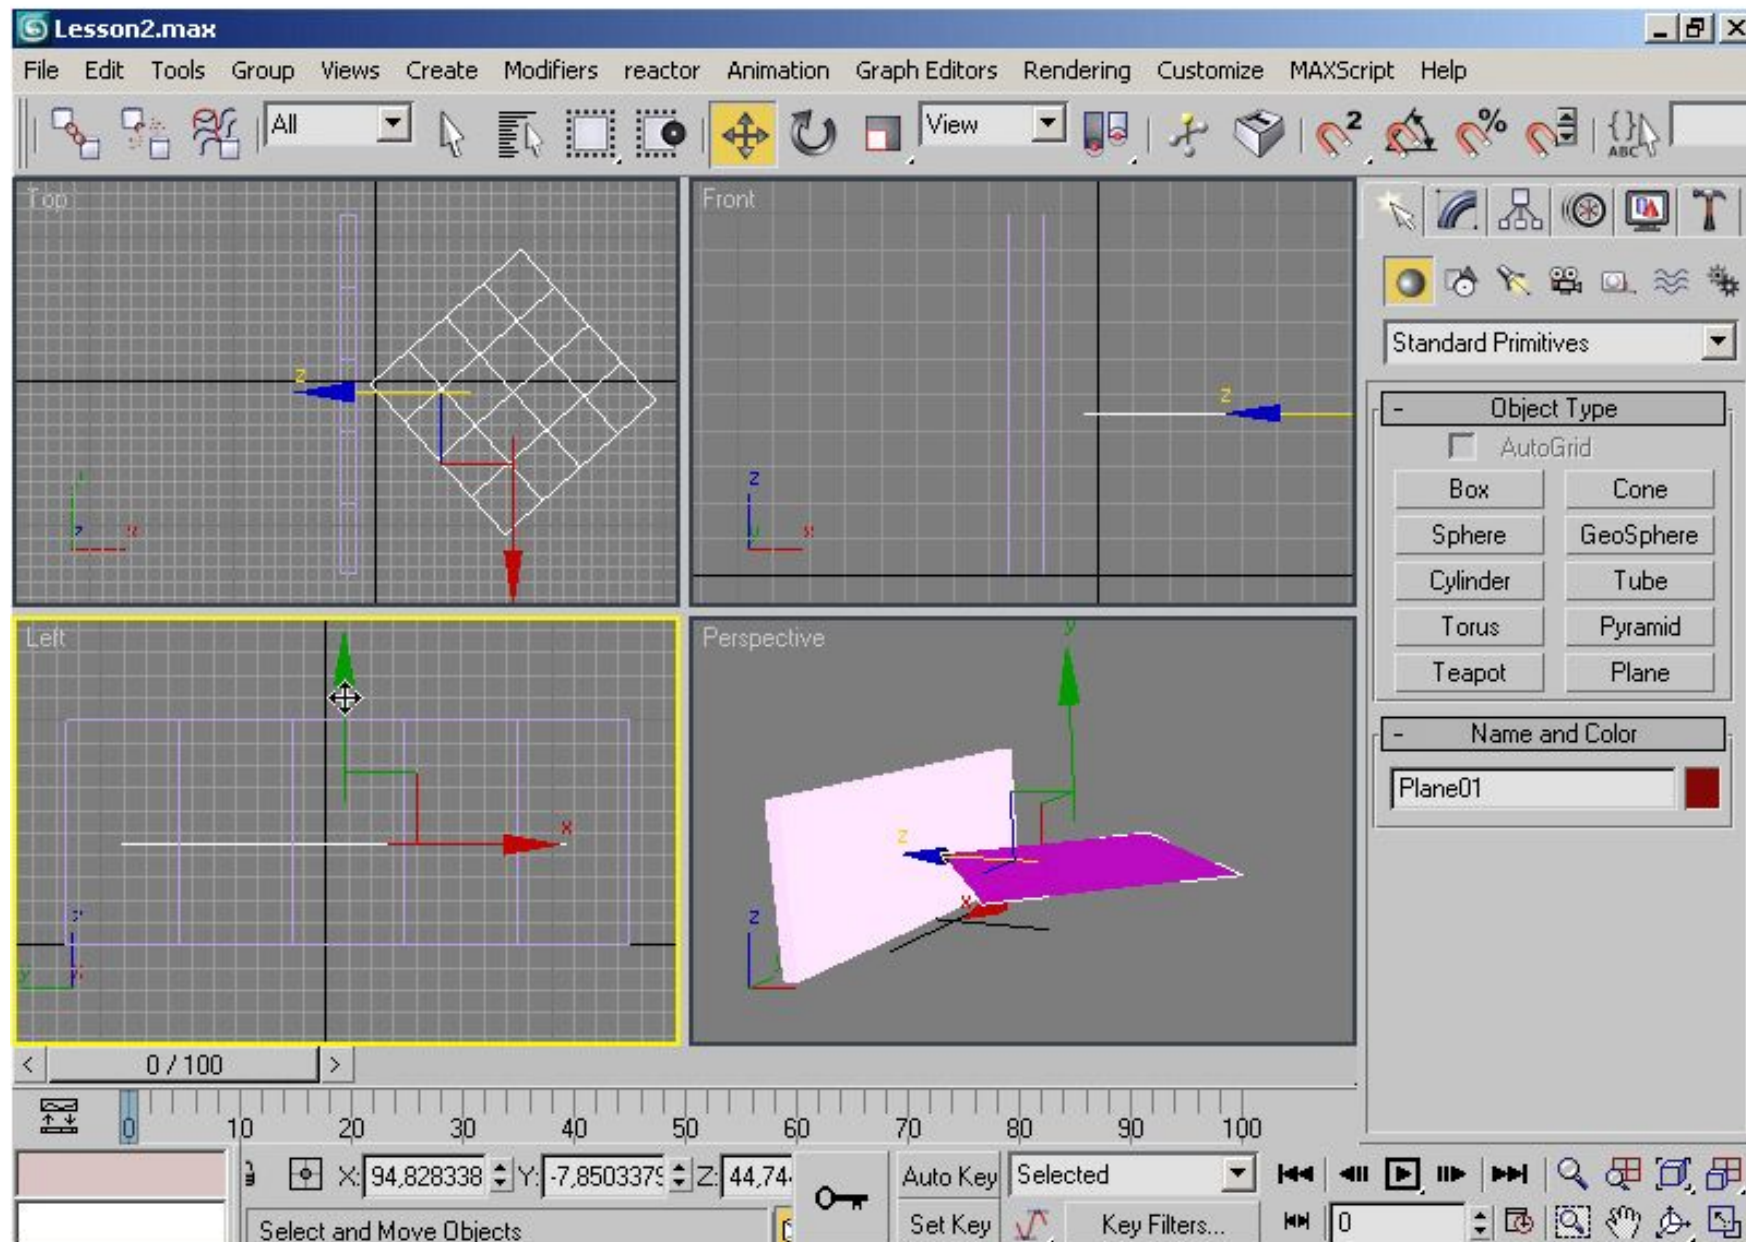 Lesson2.max
File Edit Tools Group Views Create Modifiers reactor Animation Graph Editors Rendering Customize MAXScript Help
All View 2 % {} ABC
Top Front
z
z
z
y z x z y x
Standard Primitives
- Object Type
AutoGrid
Box Cone
Sphere GeoSphere
Cylinder Tube
Torus Pyramid
Teapot Plane
- Name and Color
Plane01
Left Perspective
y
x z
x
z z
y
< 0 / 100 >
0 10 20 30 40 50 60 70 80 90 100
X: 94,828338 Y: -7,8503379 Z: 44,74
Auto Key Selected
Select and Move Objects
Set Key Key Filters... 0